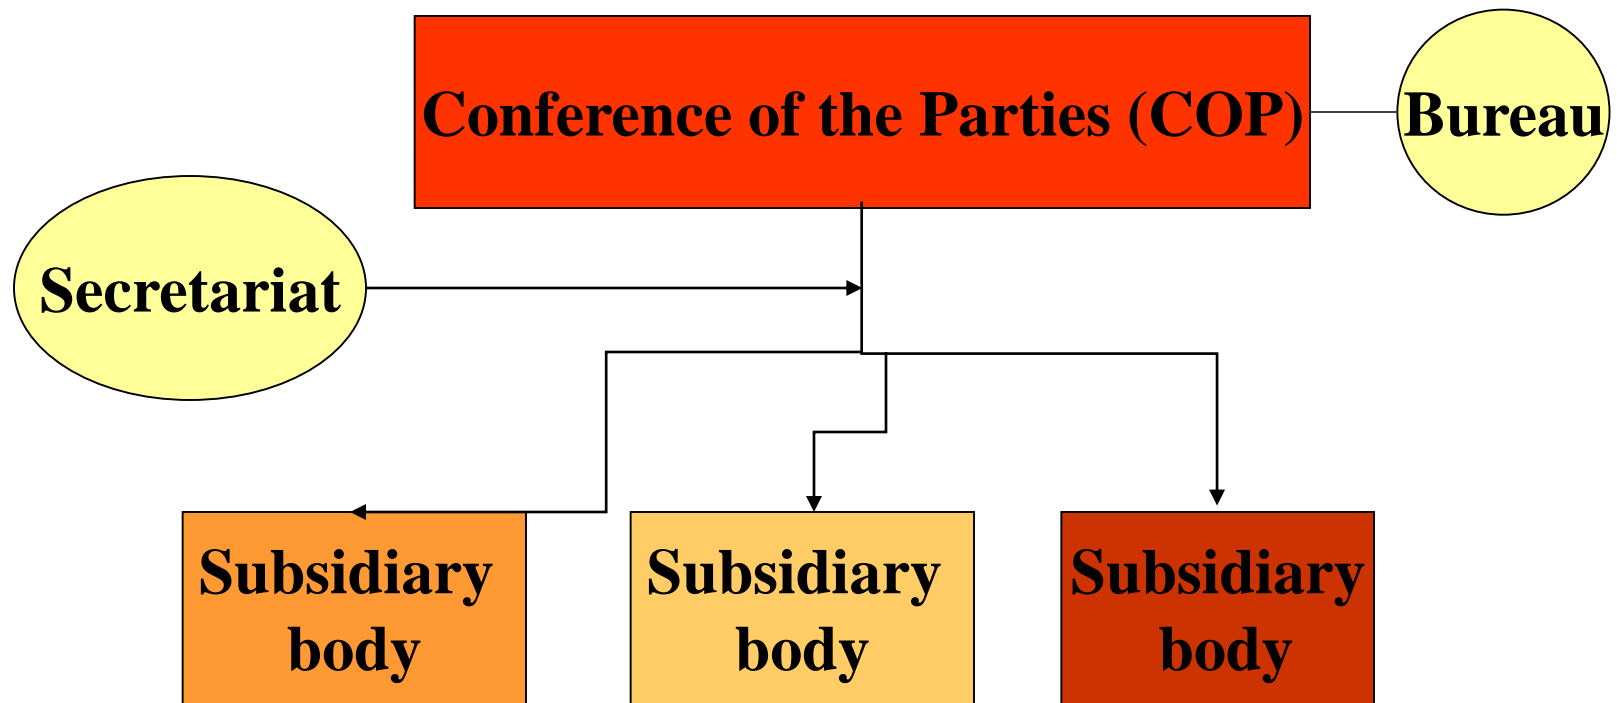 Conference of the Parties (COP)
Bureau
Secretariat
Subsidiary
body
Subsidiary
body
Subsidiary
body